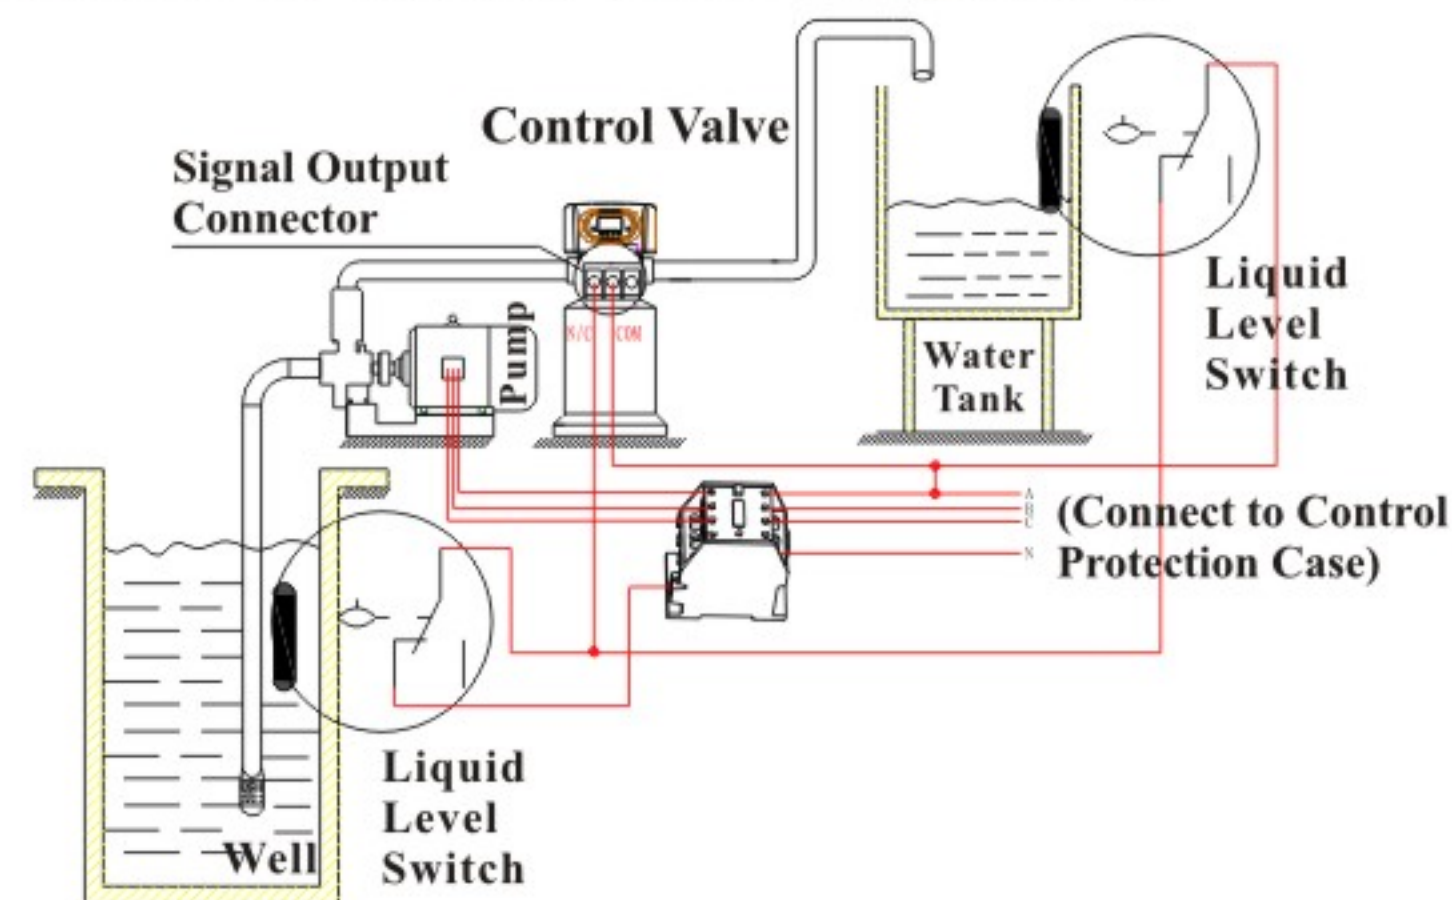 Control Valve
Signal Output
Connector
Pump
N/C
COM
Liquid
Level
Switch
Water
Tank
A
B
C
N
(Connect to Control
Protection Case)
Liquid
Level
Switch
Well